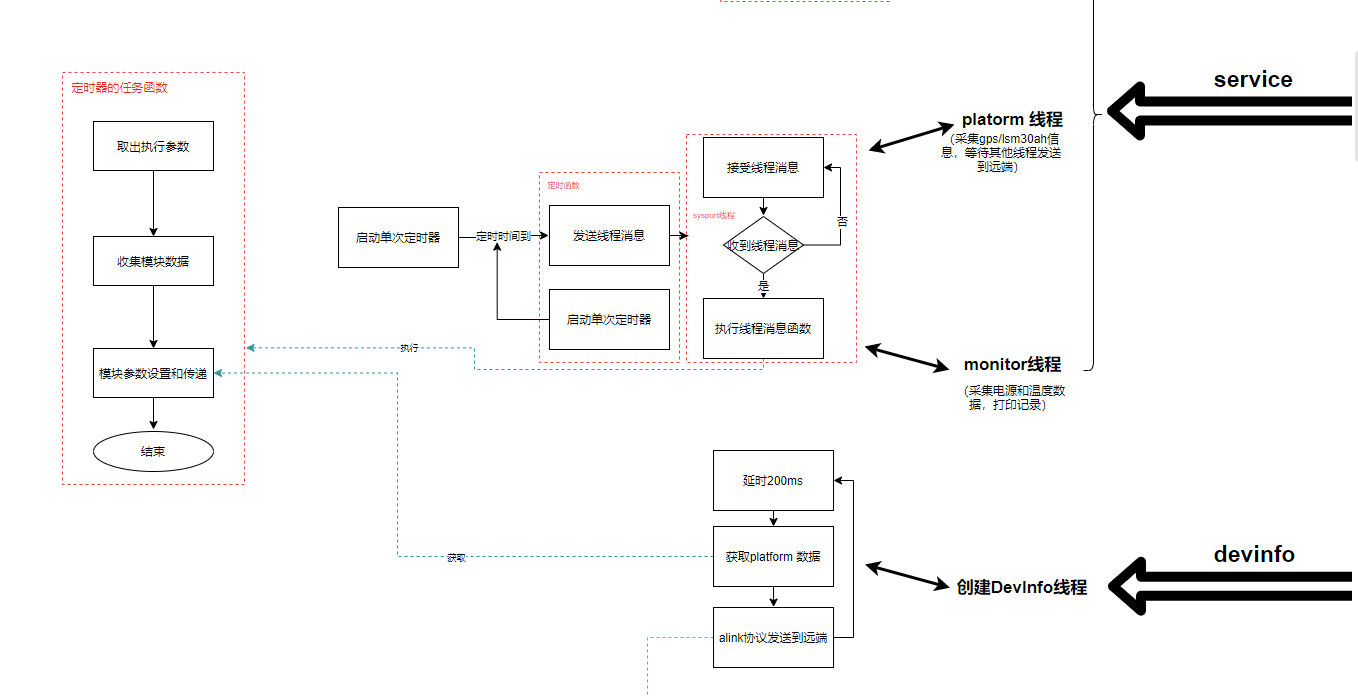 定时器的任务函数
取出执行参数
收集模块数据
模块参数设置和传递
结束
启动单次定时器
定时时间到
定时函数
发送线程消息
启动单次定时器
sysport线程
接受线程消息
收到线程消息
否
是
执行线程消息函数
执行
获取
platorm 线程
（采集gps/lsm30ah信
息，等待其他线程发送
到远端）
monitor线程
（采集电源和温度数
据，打印记录）
service
延时200ms
获取platform 数据
alink协议发送到远端
创建DevInfo线程
devinfo